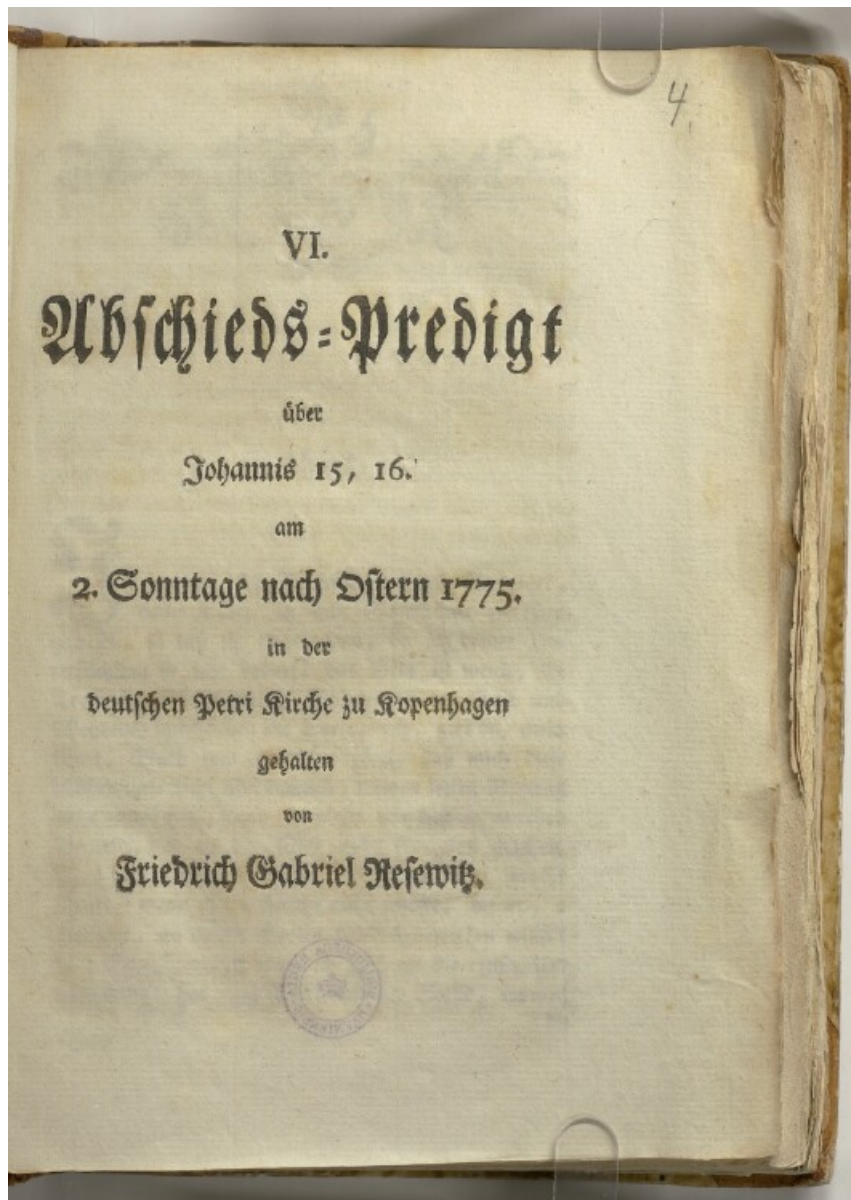 4.
VI.
Abschieds-Predigt
über
Johannis 15, 16.
am
2. Sonntage nach Ostern 1775.
in der
deutschen Petri Kirche zu Kopenhagen
gehalten
von
Friedrich Gabriel Resewitz.